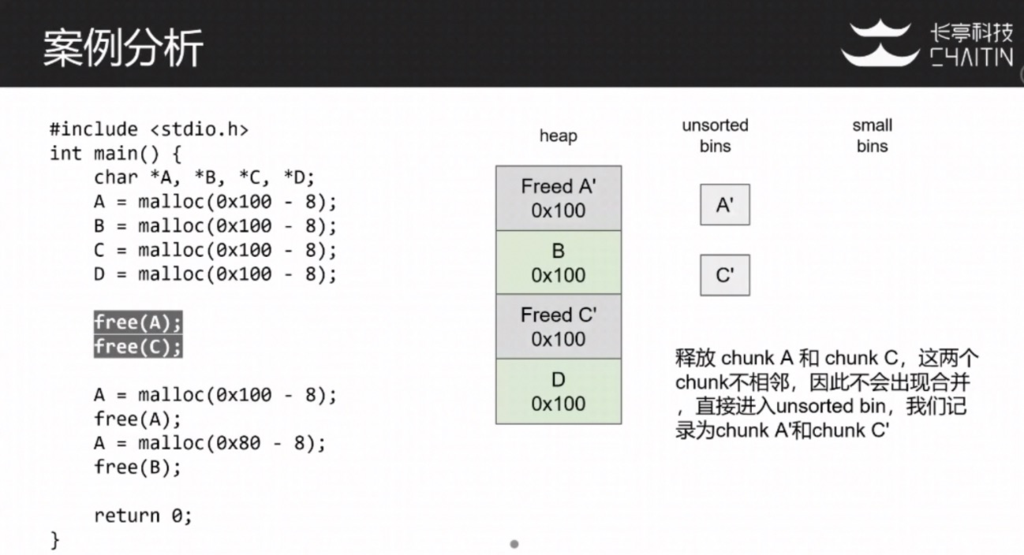 案例分析
长亭科技
CHAITIN
#include <stdio.h>
int main() {
char *A, *B, *C, *D;
A = malloc(0x100 - 8);
B = malloc(0x100 - 8);
C = malloc(0x100 - 8);
D = malloc(0x100 - 8);
free(A);
free(C);
A = malloc(0x100 - 8);
free(A);
A = malloc(0x80 - 8);
free(B);
return 0;
}
heap
Freed A'
0x100
B
0x100
Freed C'
0x100
D
0x100
unsorted
bins
A'
C'
small
bins
释放 chunk A 和 chunk C，这两个
chunk不相邻，因此不会出现合并
，直接进入unsorted bin，我们记
录为chunk A'和chunk C'